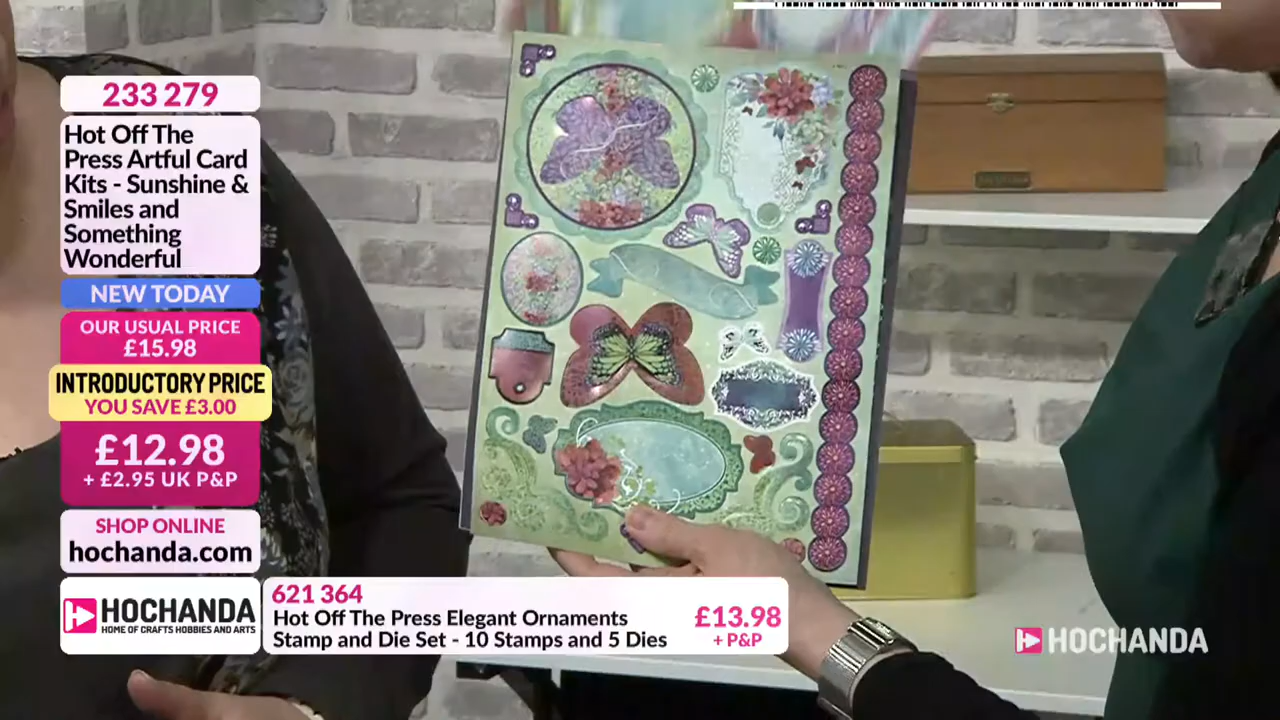 233 279
Hot Off The
Press Artful Card
Kits - Sunshine &
Smiles and
Something
Wonderful
NEW TODAY
OUR USUAL PRICE
£15.98
INTRODUCTORY PRICE
YOU SAVE £3.00
£12.98
+ £2.95 UK P&P
SHOP ONLINE
hochanda.com
HOCHANDA
HOME OF CRAFTS HOBBIES AND ARTS
621 364
Hot Off The Press Elegant Ornaments
Stamp and Die Set - 10 Stamps and 5 Dies
£13.98
+ P&P
HOCHANDA